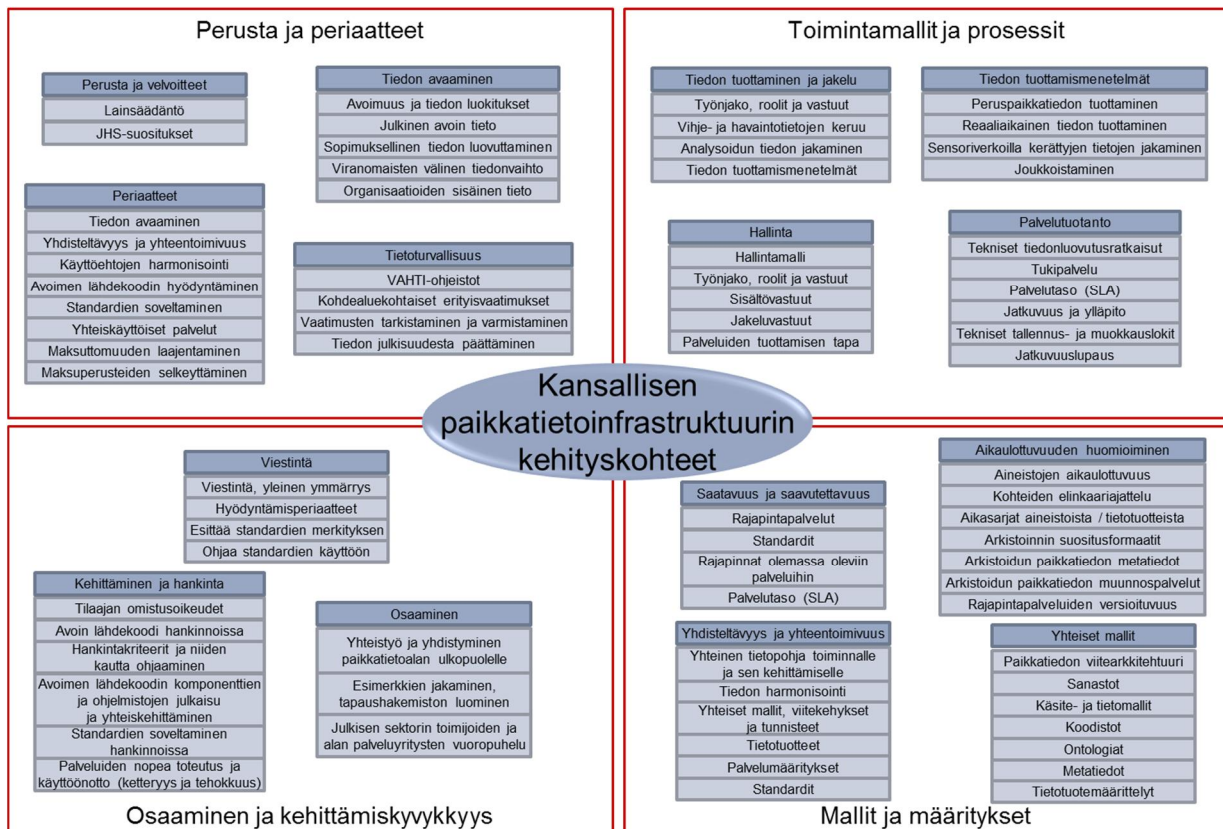 Perusta ja periaatteet
Perusta ja velvoitteet
Lainsäädäntö
JHS-suositukset
Tiedon avaaminen
Avoimuus ja tiedon luokitukset
Julkinen avoin tieto
Sopimuksellinen tiedon luovuttaminen
Viranomaisten välinen tiedonvaihto
Organisaatioiden sisäinen tieto
Periaatteet
Tiedon avaaminen
Yhdisteltävyys ja yhteentoimivuus
Käyttöehtojen harmonisointi
Avoimen lähdekoodin hyödyntäminen
Standardien soveltaminen
Yhteiskäyttöiset palvelut
Maksuttomuuden laajentaminen
Maksuperusteiden selkeyttäminen
Tietoturvallisuus
VAHTI-ohjeistot
Kohdealuekohtaiset erityisvaatimukset
Vaatimusten tarkistaminen ja varmistaminen
Tiedon julkisuudesta päättäminen
Toimintamallit ja prosessit
Tiedon tuottaminen ja jakelu
Työnjako, roolit ja vastuut
Vihje- ja havaintotietojen keruu
Analysoidun tiedon jakaminen
Tiedon tuottamismenetelmät
Tiedon tuottamismenetelmät
Peruspaikkatiedon tuottaminen
Reaaliaikainen tiedon tuottaminen
Sensoriverkoilla kerättyjen tietojen jakaminen
Joukkoistaminen
Hallinta
Hallintamalli
Työnjako, roolit ja vastuut
Sisältövastuut
Jakeluvastuut
Palveluiden tuottamisen tapa
Palvelutuotanto
Tekniset tiedonluovutusratkaisut
Tukipalvelu
Palvelutaso (SLA)
Jatkuvuus ja ylläpito
Tekniset tallennus- ja muokkauslokit
Jatkuvuuslupaus
Kansallisen
paikkatietoinfrastruktuurin
kehityskohteet
Viestintä
Viestintä, yleinen ymmärrys
Hyödyntämisperiaatteet
Esittää standardien merkityksen
Ohjaa standardien käyttöön
Kehittäminen ja hankinta
Tilaajan omistusoikeudet
Avoin lähdekoodi hankinnoissa
Hankintakriteerit ja niiden
kautta ohjaaminen
Avoimen lähdekoodin komponenttien
ja ohjelmistojen julkaisu
ja yhteiskehittäminen
Standardien soveltaminen
hankinnoissa
Palveluiden nopea toteutus ja
käyttöönotto (ketteryys ja tehokkuus)
Osaaminen
Yhteistyö ja yhdistyminen
paikkatietoalan ulkopuolelle
Esimerkkien jakaminen,
tapaushakemiston luominen
Julkisen sektorin toimijoiden ja
alan palveluyritysten vuoropuhelu
Osaaminen ja kehittämiskyvykkyys
Saatavuus ja saavutettavuus
Rajapintapalvelut
Standardit
Rajapinnat olemassa oleviin
palveluihin
Palvelutaso (SLA)
Aikaulottuvuuden huomioiminen
Aineistojen aikaulottuvuus
Kohteiden elinkaariajattelu
Aikasarjat aineistoista / tietotuotteista
Arkistoinnin suositusformaatit
Arkistoidun paikkatiedon metatiedot
Arkistoidun paikkatiedon muunnospalvelut
Rajapintapalveluiden versioituvuus
Yhdisteltävyys ja yhteentoimivuus
Yhteinen tietopohja toiminnalle
ja sen kehittämiselle
Tiedon harmonisointi
Yhteiset mallit, viitekehykset
ja tunnisteet
Tietotuotteet
Palvelumääritykset
Standardit
Yhteiset mallit
Paikkatiedon viitearkkitehtuuri
Sanastot
Käsite- ja tietomallit
Koodistot
Ontologiat
Metatiedot
Tietotuotemäärittelyt
Mallit ja määritykset